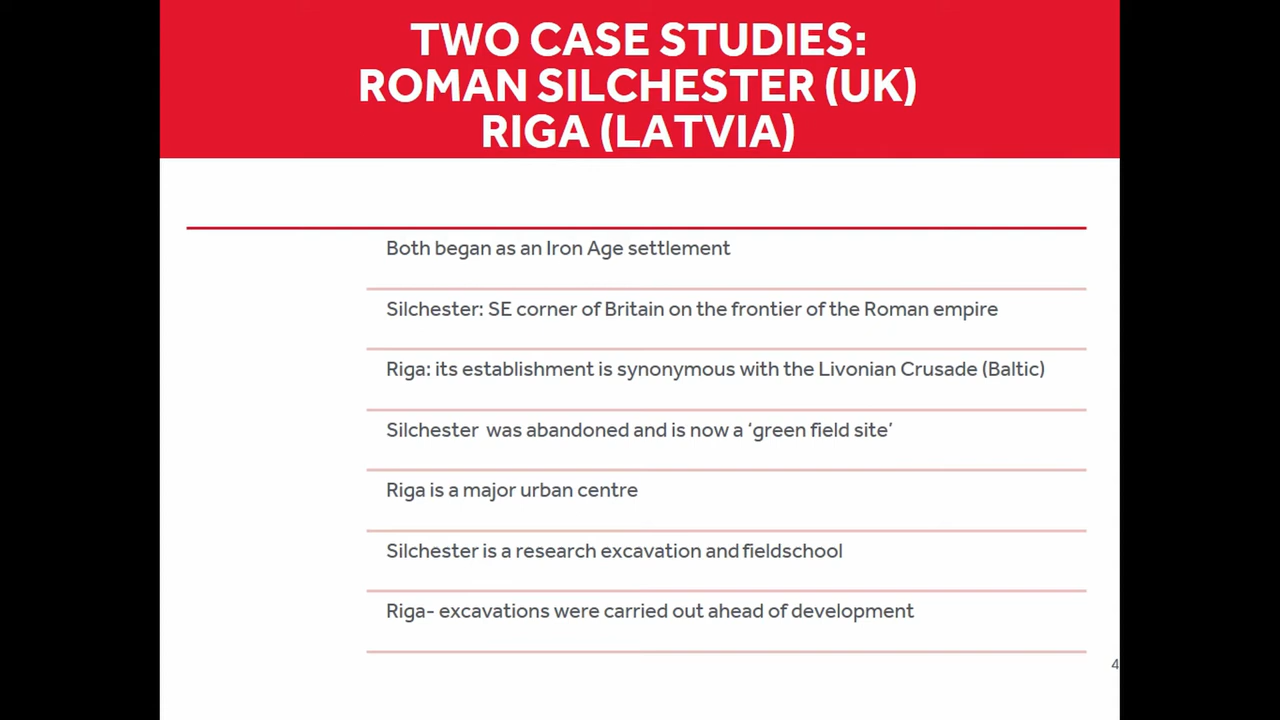 TWO CASE STUDIES:
ROMAN SILCHESTER (UK)
RIGA (LATVIA)
Both began as an Iron Age settlement
Silchester: SE corner of Britain on the frontier of the Roman empire
Riga: its establishment is synonymous with the Livonian Crusade (Baltic)
Silchester was abandoned and is now a ‘green field site’
Riga is a major urban centre
Silchester is a research excavation and fieldschool
Riga- excavations were carried out ahead of development
4